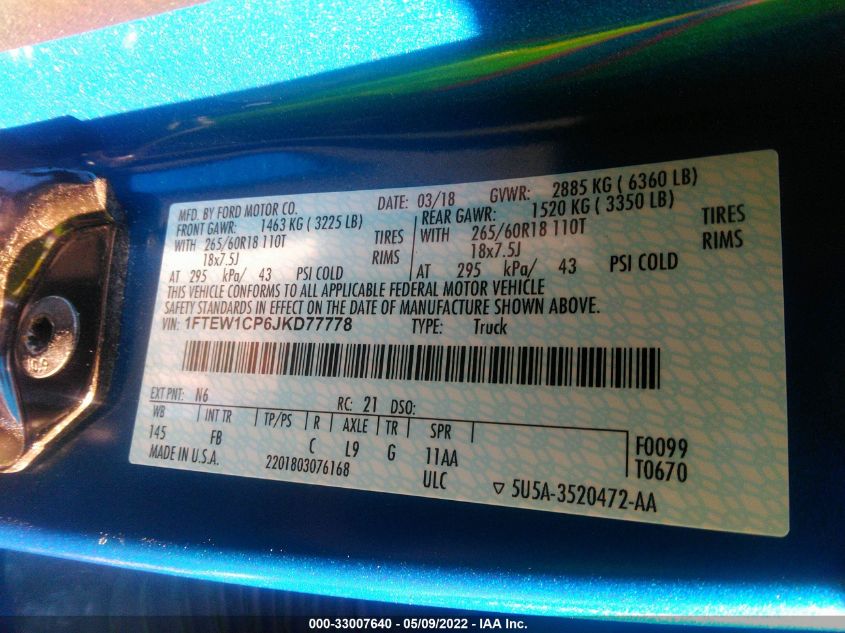 MFD. BY FORD MOTOR CO. DATE: 03/18 GVWR: 2885 KG ( 6360 LB)
FRONT GAWR: 1463 KG ( 3225 LB) REAR GAWR: 1520 KG ( 3350 LB)
WITH 265/60R18 110T TIRES WITH 265/60R18 110T TIRES
18x7.5J RIMS 18x7.5J RIMS
AT 295 kPa/ 43 PSI COLD AT 295 kPa/ 43 PSI COLD
THIS VEHICLE CONFORMS TO ALL APPLICABLE FEDERAL MOTOR VEHICLE
SAFETY STANDARDS IN EFFECT ON THE DATE OF MANUFACTURE SHOWN ABOVE.
VIN: 1FTEW1CP6JKD77778 TYPE: Truck
EXT PNT: N6 RC: 21 DSO:
WB INT TR TP/PS R AXLE TR SPR
145 FB C L9 G 11AA F0099
MADE IN U.S.A. 2201803076168 ULC T0670
▽ 5U5A-3520472-AA
10.9
000-33007640 - 05/09/2022 - IAA Inc.